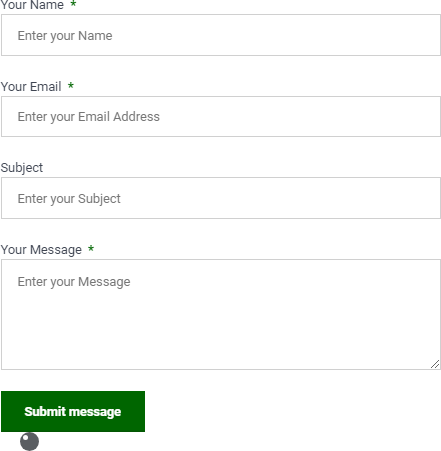 Your Name *
Enter your Name
Your Email *
Enter your Email Address
Subject
Enter your Subject
Your Message *
Enter your Message
Submit message